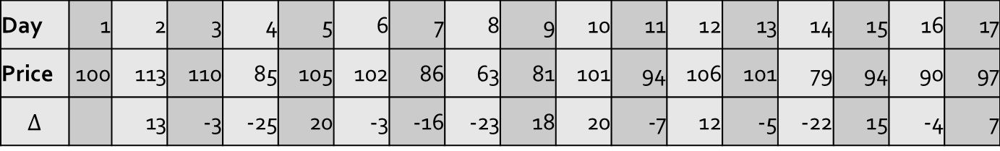 Day 1 2 3 4 5 6 7 8 9 10 11 12 13 14 15 16 17
Price 100 113 110 85 105 102 86 63 81 101 94 106 101 79 94 90 97
Δ 13 -3 -25 20 -3 -16 -23 18 20 -7 12 -5 -22 15 -4 7